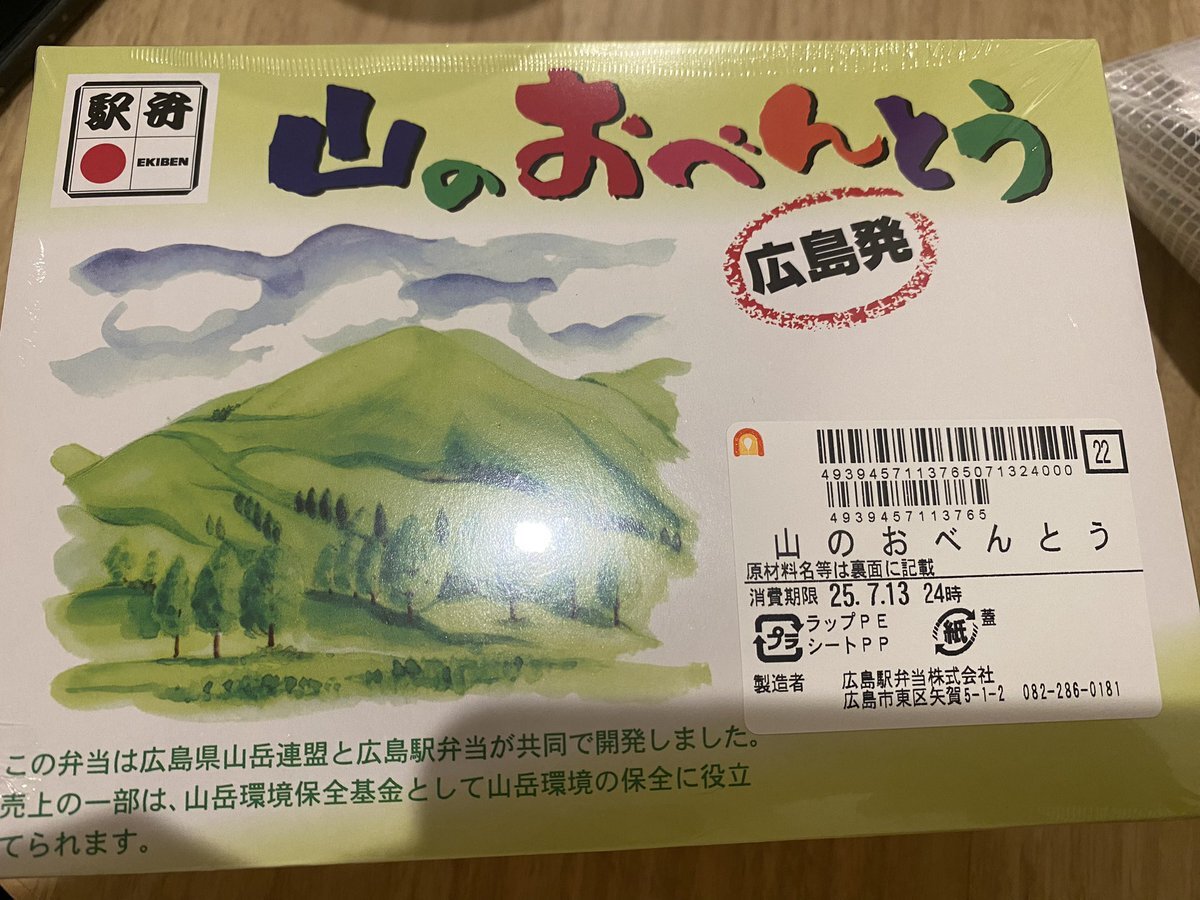 駅弁
EKIBEN
山のおべんとう
広島発
4939457113765071324000
22
4939457113765
山のおべんとう
原材料名等は裏面に記載
消費期限 25.7.13 24時
プラ
ラップPE
シートPP
紙
蓋
製造者 広島駅弁当株式会社
広島市東区矢賀5-1-2 082-286-0181
この弁当は広島県山岳連盟と広島駅弁当が共同で開発しました。
売上の一部は、山岳環境保全基金として山岳環境の保全に役立
てられます。